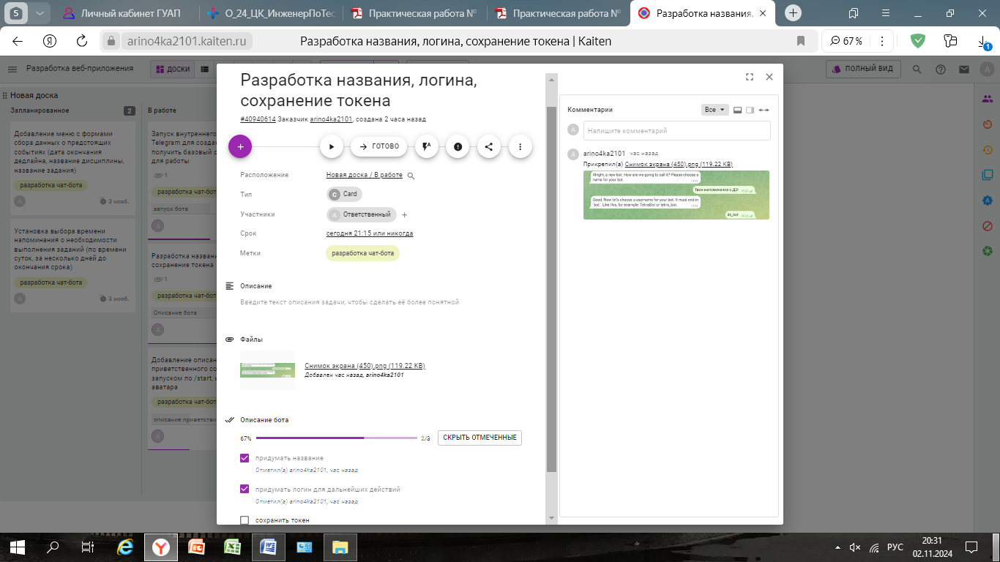 5
Личный кабинет ГУАП
О_24_ЦК_ИнженерПоТес
Практическая работа №
Практическая работа №
Разработка названия,
arino4ka2101.kaiten.ru
Разработка названия, логина, сохранение токена | Kaiten
67 %
1
Разработка веб-приложения
ДОСКИ
ПОЛНЫЙ ВИД
A
Новая доска
Запланированное
2
Добавление меню с формами
сбора данных о предстоящих
событиях (дата окончания
дедлайна, название дисциплины,
название задания)
разработка чат-бота
A
3 нояб.
Установка выбора времени
напоминания о необходимости
выполнения заданий (по времени
суток, за несколько дней до
окончания срока)
разработка чат-бота
A
3 нояб.
В работе
Запуск внутреннего
Telegram для созда
получить базовый с
для работы
1
разработка чат-бот
запуск бота
A
Разработка названи
сохранение токена
1
разработка чат-бот
Описание бота
A
Добавление описан
приветственного со
запуском по /start, и
аватара
разработка чат-бот
описание приветстви
A
Разработка названия, логина,
сохранение токена
#40940614 Заказчик arino4ka2101, создана 2 часа назад
ГОТОВО
Расположение
Новая доска / В работе
Тип
C Card
Участники
A Ответственный
Срок
сегодня 21:15 или никогда
Метки
разработка чат-бота
Описание
Введите текст описания задачи, чтобы сделать её более понятной
Файлы
Снимок экрана (450).png (119.22 KB)
Добавлен час назад, arino4ka2101
Описание бота
67%
2/3
СКРЫТЬ ОТМЕЧЕННЫЕ
придумать название
Отметил(а) arino4ka2101, час назад
придумать логин для дальнейших действий
Отметил(а) arino4ka2101, час назад
сохранить токен
Комментарии
Все
A
Напишите комментарий
A
arino4ka2101 час назад
Прикрепил(а) Снимок экрана (450).png (119.22 KB)
Alright, a new bot. How are we going to call it? Please choose a
name for your bot.
Твоя напоминалка о ДЗ!
Good. Now let's choose a username for your bot. It must end in
`bot`. Like this, for example: TetrisBot or tetris_bot.
dz_bot
РУС
20:31
02.11.2024